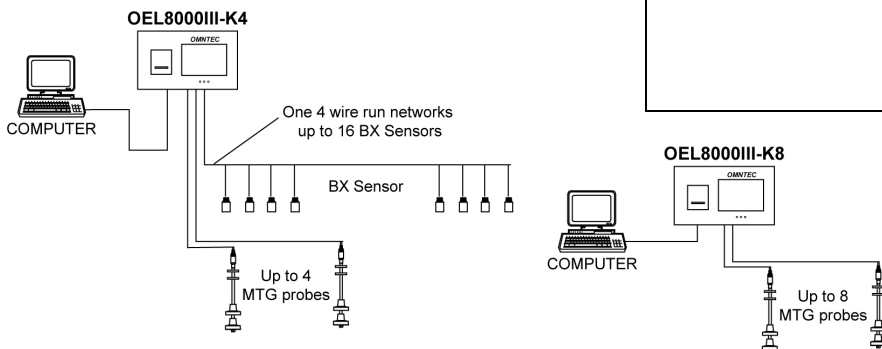 OEL8000III-K4
OMNTEC
COMPUTER
One 4 wire run networks
up to 16 BX Sensors
BX Sensor
Up to 4
MTG probes
OEL8000III-K8
OMNTEC
COMPUTER
Up to 8
MTG probes